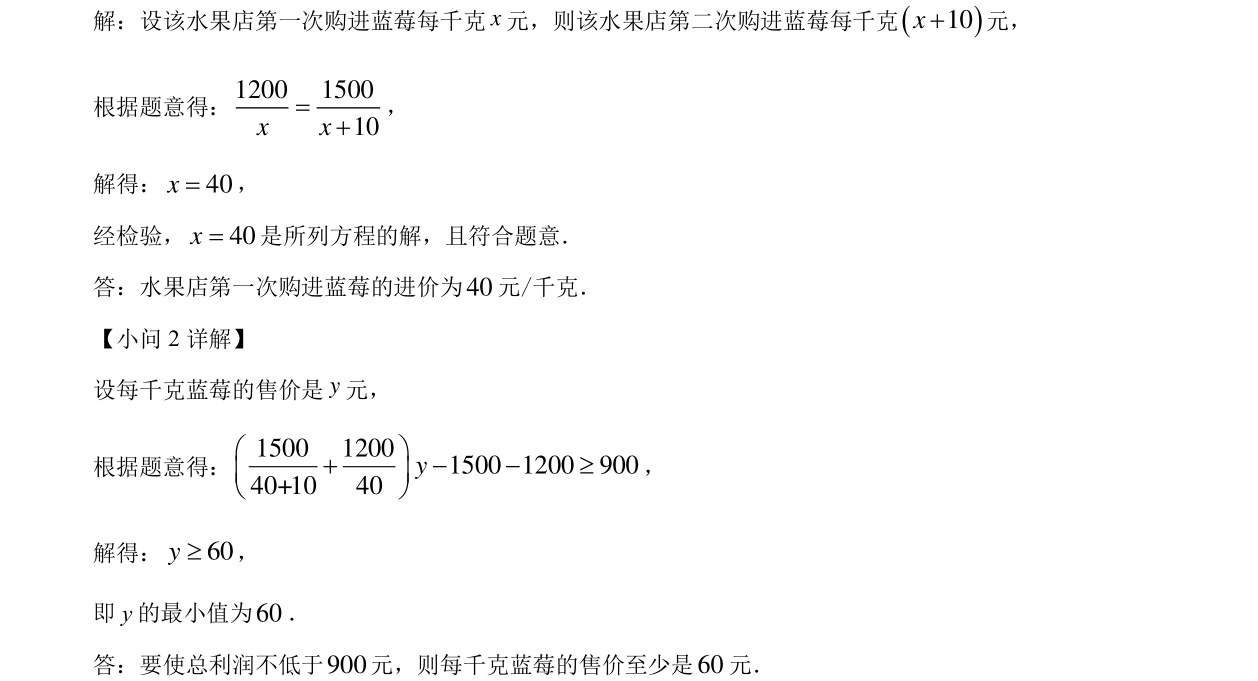 解：设该水果店第一次购进蓝莓每千克 x 元，则该水果店第二次购进蓝莓每千克(x+10)元，
根据题意得：\frac{1200}{x} = \frac{1500}{x+10}，
解得：x = 40，
经检验，x = 40是所列方程的解，且符合题意．
答：水果店第一次购进蓝莓的进价为40 元/千克．
【小问 2 详解】
设每千克蓝莓的售价是 y 元，
根据题意得：\left(\frac{1500}{40+10}+\frac{1200}{40}\right)y−1500−1200≥900，
解得：y ≥ 60，
即 y 的最小值为60．
答：要使总利润不低于900元，则每千克蓝莓的售价至少是60 元．